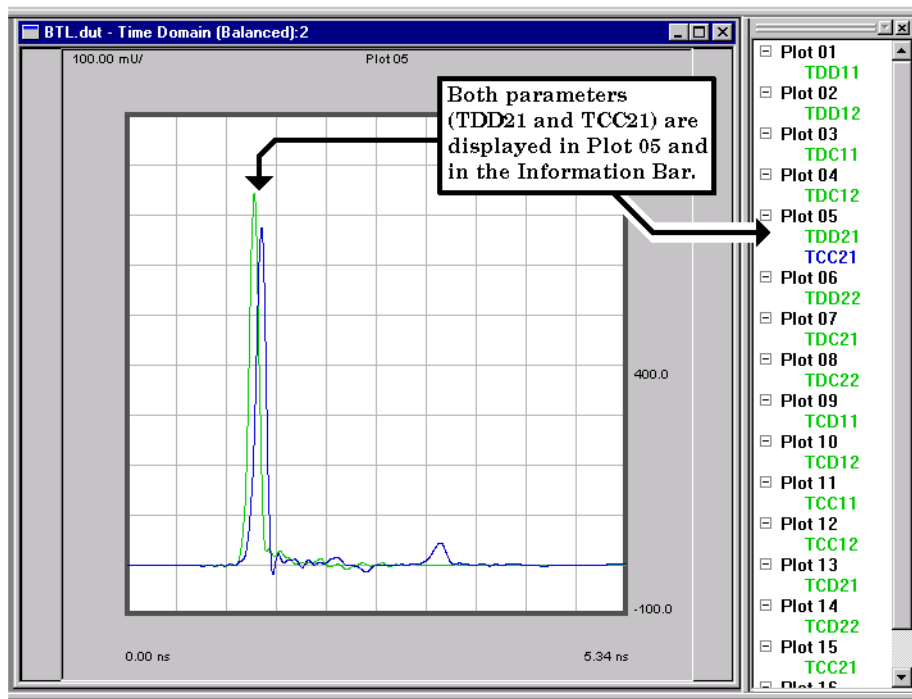 BTL.dut - Time Domain (Balanced):2
100.00 mU/
Plot05
Both parameters
(TDD21 and TCC21) are
displayed in Plot 05 and
in the Information Bar.
400.0
-100.0
0.00 ns
5.34 ns
Plot 01
TDD11
Plot 02
TDD12
Plot 03
TDC11
Plot 04
TDC12
Plot 05
TDD21
TCC21
Plot 06
TDD22
Plot 07
TDC21
Plot 08
TDC22
Plot 09
TCD11
Plot 10
TCD12
Plot 11
TCC11
Plot 12
TCC12
Plot 13
TCD21
Plot 14
TCD22
Plot 15
TCC21
Plot 16